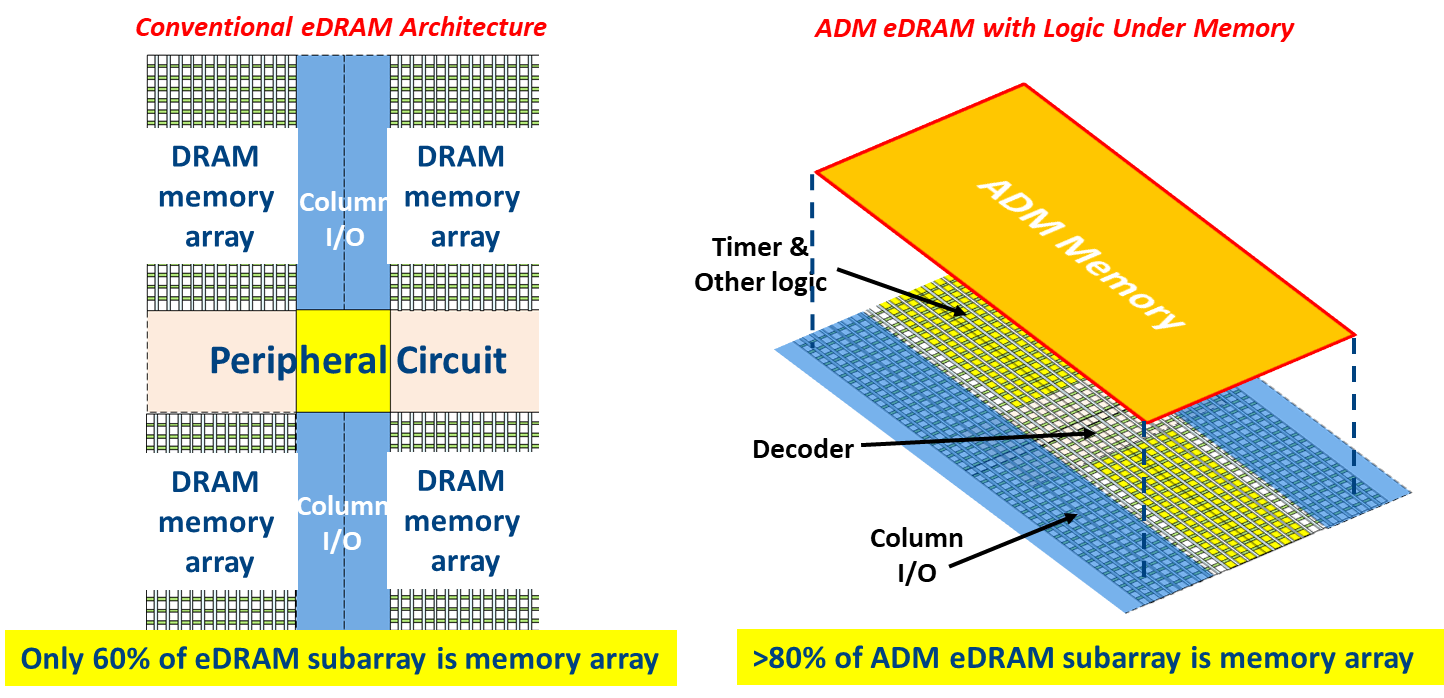 Conventional eDRAM Architecture
DRAM
memory
array
Column
I/O
DRAM
memory
array
Peripheral Circuit
DRAM
memory
array
Column
I/O
DRAM
memory
array
Only 60% of eDRAM subarray is memory array
ADM eDRAM with Logic Under Memory
ADM Memory
Timer &
Other logic
Decoder
Column
I/O
>80% of ADM eDRAM subarray is memory array